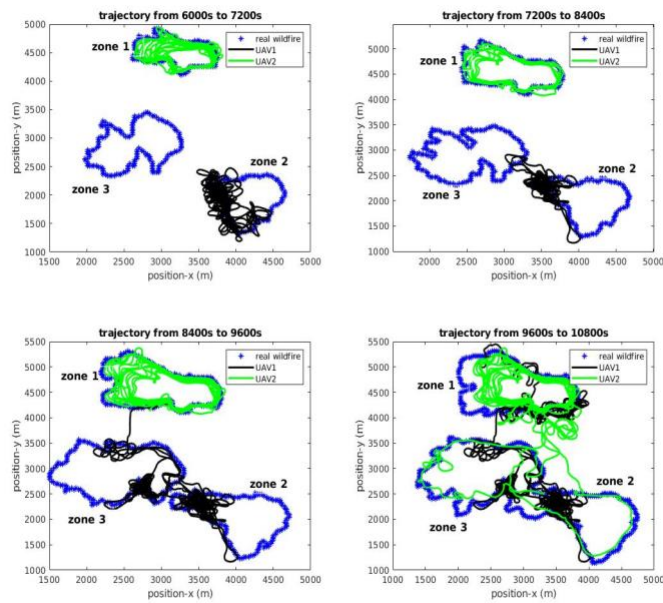 trajectory from 6000s to 7200s
5000
4500
4000
3500
3000
2500
2000
1500
1000
position-y (m)
zone 1
real wildfire
UAV1
UAV2
zone 2
zone 3
1500 2000 2500 3000 3500 4000 4500 5000
position-x (m)
trajectory from 7200s to 8400s
5500
5000
4500
4000
3500
3000
2500
2000
1500
1000
position-y (m)
zone 1
real wildfire
UAV1
UAV2
zone 2
zone 3
2000 2500 3000 3500 4000 4500 5000
position-x (m)
trajectory from 8400s to 9600s
5500
5000
4500
4000
3500
3000
2500
2000
1500
1000
position-y (m)
zone 1
real wildfire
UAV1
UAV2
zone 2
zone 3
1500 2000 2500 3000 3500 4000 4500 5000
position-x (m)
trajectory from 9600s to 10800s
5500
5000
4500
4000
3500
3000
2500
2000
1500
1000
position-y (m)
zone 1
real wildfire
UAV1
UAV2
zone 2
zone 3
1000 1500 2000 2500 3000 3500 4000 4500 5000
position-x (m)